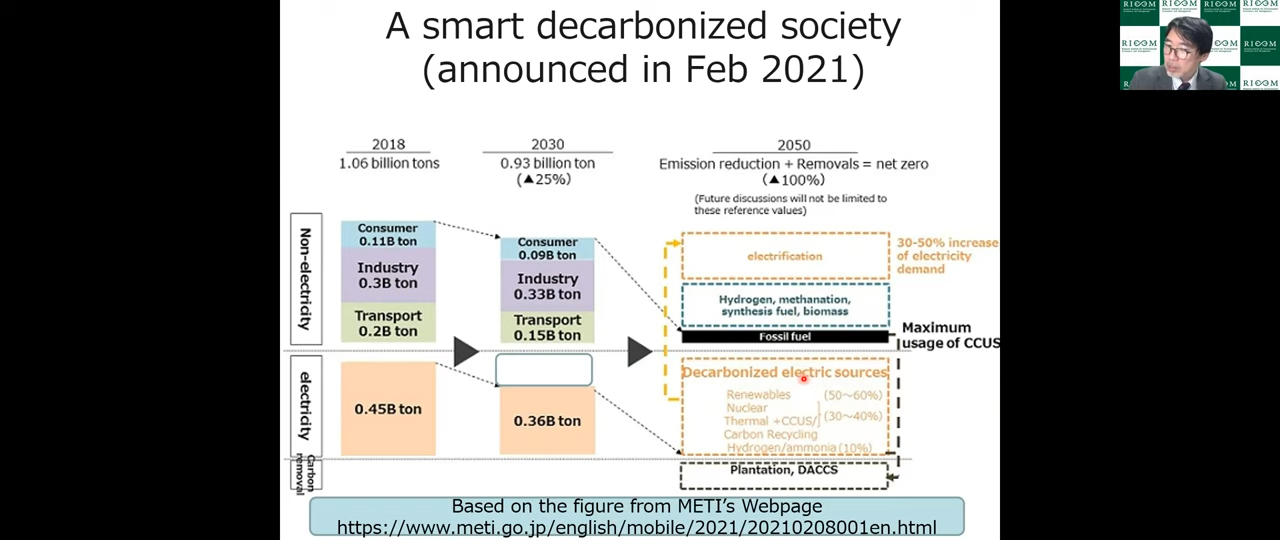 A smart decarbonized society
(announced in Feb 2021)
RICOM
RICOM
RICOM
2018
1.06 billion tons
2030
0.93 billion ton
(▲25%)
2050
Emission reduction + Removals = net zero
(▲100%)
(Future discussions will not be limited to
these reference values)
Non-electricity
Consumer
0.11B ton
Industry
0.3B ton
Transport
0.2B ton
Consumer
0.09B ton
Industry
0.33B ton
Transport
0.15B ton
electrification
30-50% increase
of electricity
demand
Hydrogen, methanation,
synthesis fuel, biomass
Fossil fuel
Maximum
usage of CCUS
electricity
0.45B ton
0.36B ton
Decarbonized electric sources
Renewables (50～60%)
Nuclear
Thermal +CCUS/ (30～40%)
Carbon Recycling
Hydrogen/ammonia (10%)
Carbon
removal
Plantation, DACCS
Based on the figure from METI's Webpage
https://www.meti.go.jp/english/mobile/2021/20210208001en.html